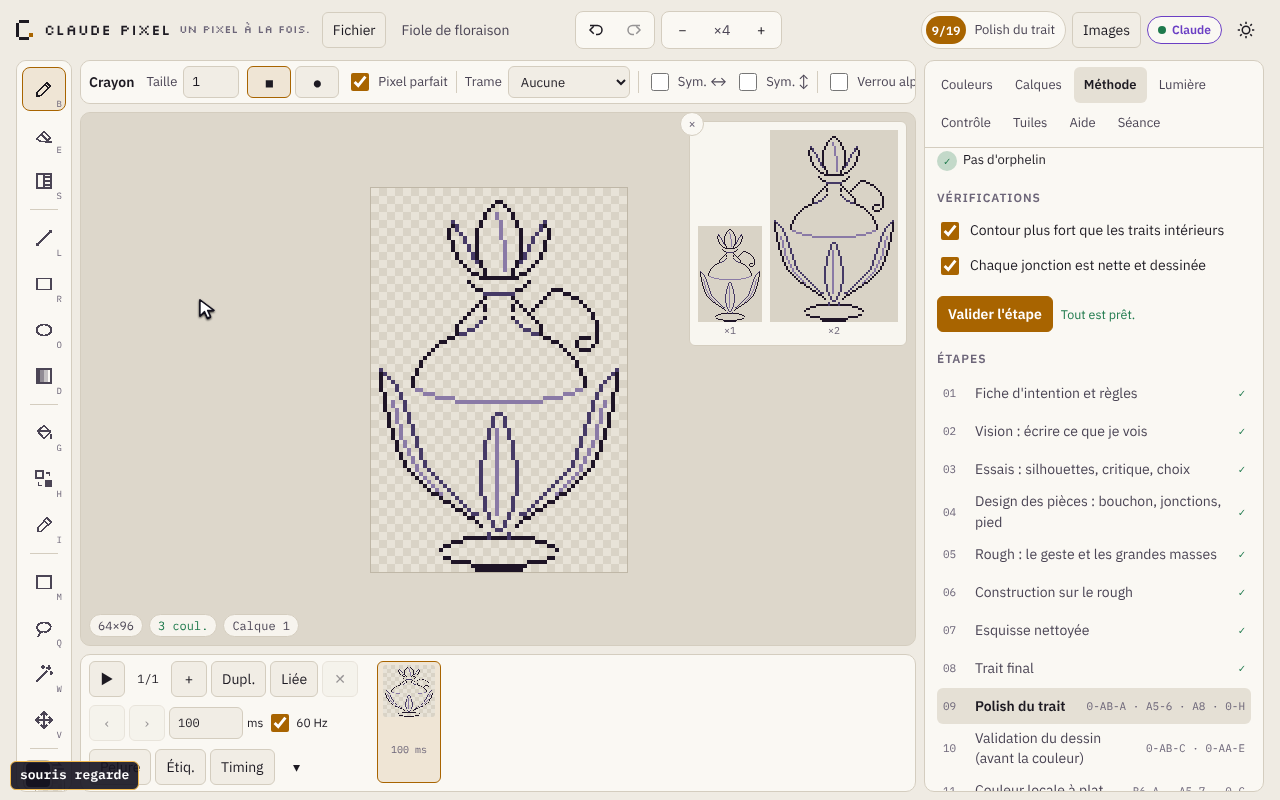 CLAUDE PIXEL UN PIXEL À LA FOIS. Fichier Fiole de floraison − ×4 + 9/19 Polish du trait Images Claude
Crayon Taille 1 Pixel parfait Trame Aucune Sym. Sym. Verrou alp
B
E
S
L
R
O
D
G
H
I
M
Q
W
V
×
×1 ×2
64×96 3 coul. Calque 1
1/1 + Dupl. Liée ×
‹ › 100 ms 60 Hz
Étiq. Timing ▼
100 ms
souris regarde
Couleurs Calques Méthode Lumière
Contrôle Tuiles Aide Séance
✓ Pas d'orphelin
VÉRIFICATIONS
Contour plus fort que les traits intérieurs
Chaque jonction est nette et dessinée
Valider l'étape Tout est prêt.
ÉTAPES
01 Fiche d'intention et règles ✓
02 Vision : écrire ce que je vois ✓
03 Essais : silhouettes, critique, choix ✓
04 Design des pièces : bouchon, jonctions, pied ✓
05 Rough : le geste et les grandes masses ✓
06 Construction sur le rough ✓
07 Esquisse nettoyée ✓
08 Trait final ✓
09 Polish du trait 0-AB-A · A5-6 · A8 · 0-H
10 Validation du dessin (avant la couleur) 0-AB-C · 0-AA-E
11 Couleur locale à plat